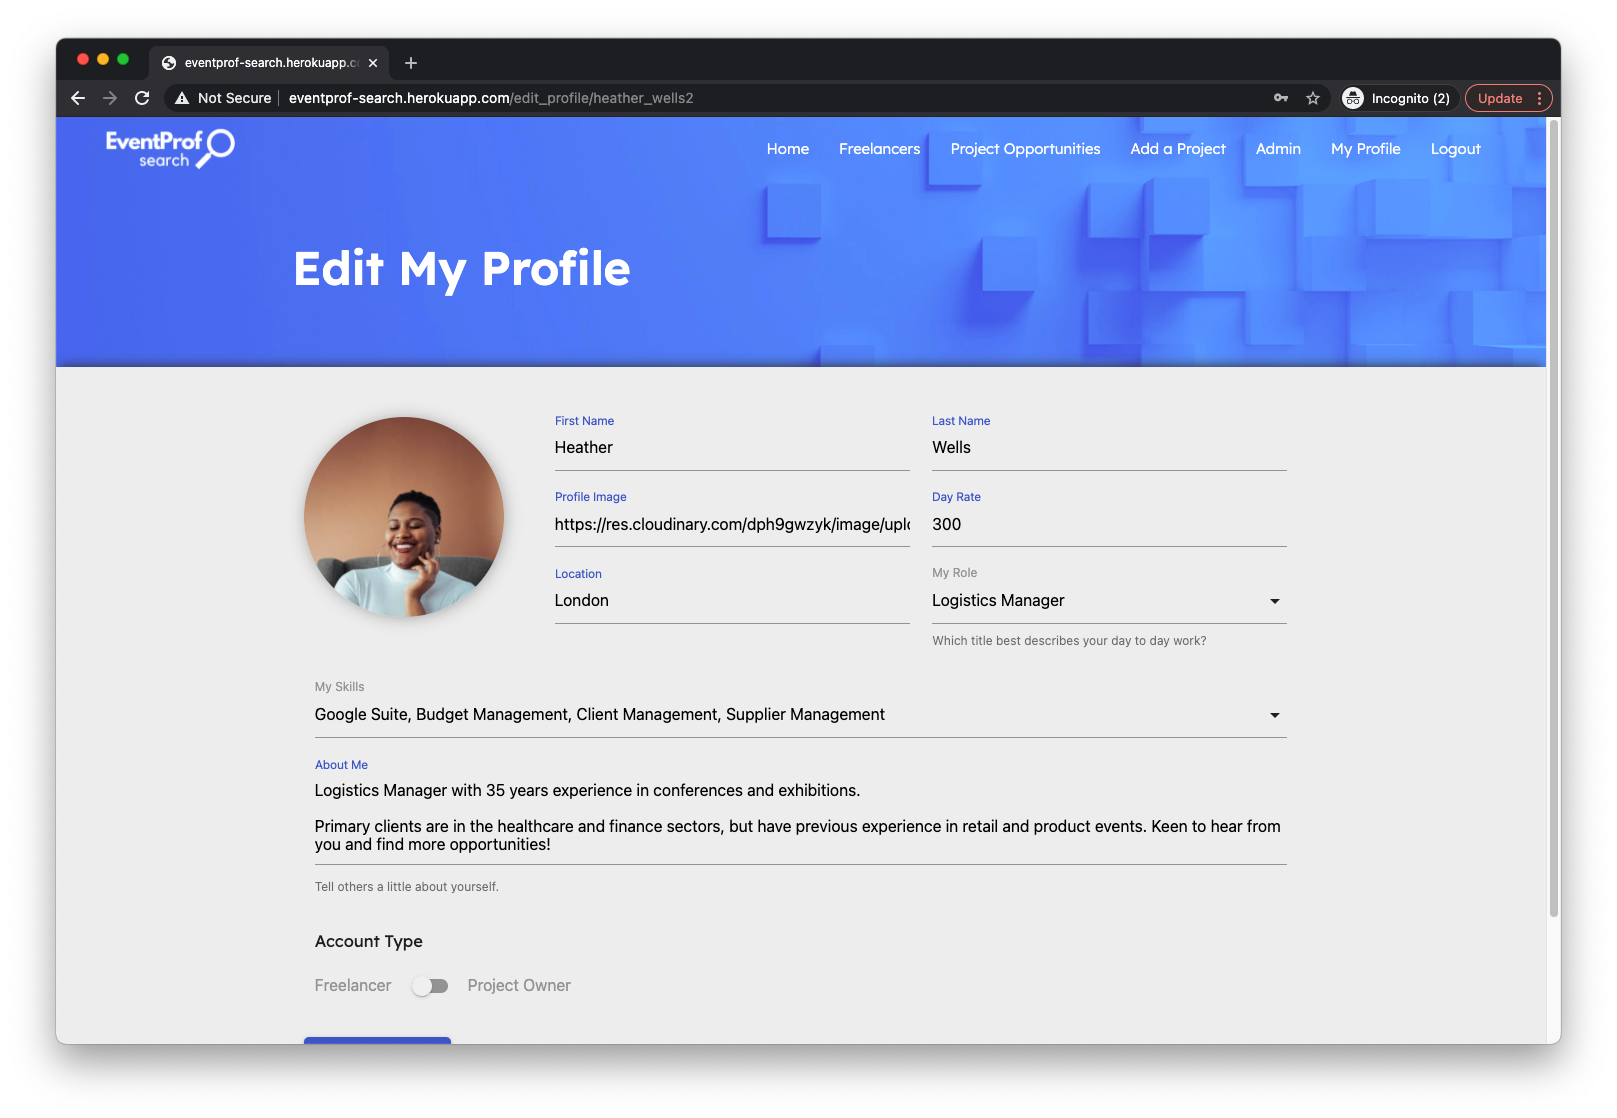 eventprof-search.herokuapp.c
Not Secure
eventprof-search.herokuapp.com/edit_profile/heather_wells2
Incognito (2)
Update
EventProf
search
Home
Freelancers
Project Opportunities
Add a Project
Admin
My Profile
Logout
Edit My Profile
First Name
Heather
Last Name
Wells
Profile Image
https://res.cloudinary.com/dph9gwzyk/image/uplo
Day Rate
300
Location
London
My Role
Logistics Manager
Which title best describes your day to day work?
My Skills
Google Suite, Budget Management, Client Management, Supplier Management
About Me
Logistics Manager with 35 years experience in conferences and exhibitions.
Primary clients are in the healthcare and finance sectors, but have previous experience in retail and product events. Keen to hear from
you and find more opportunities!
Tell others a little about yourself.
Account Type
Freelancer
Project Owner